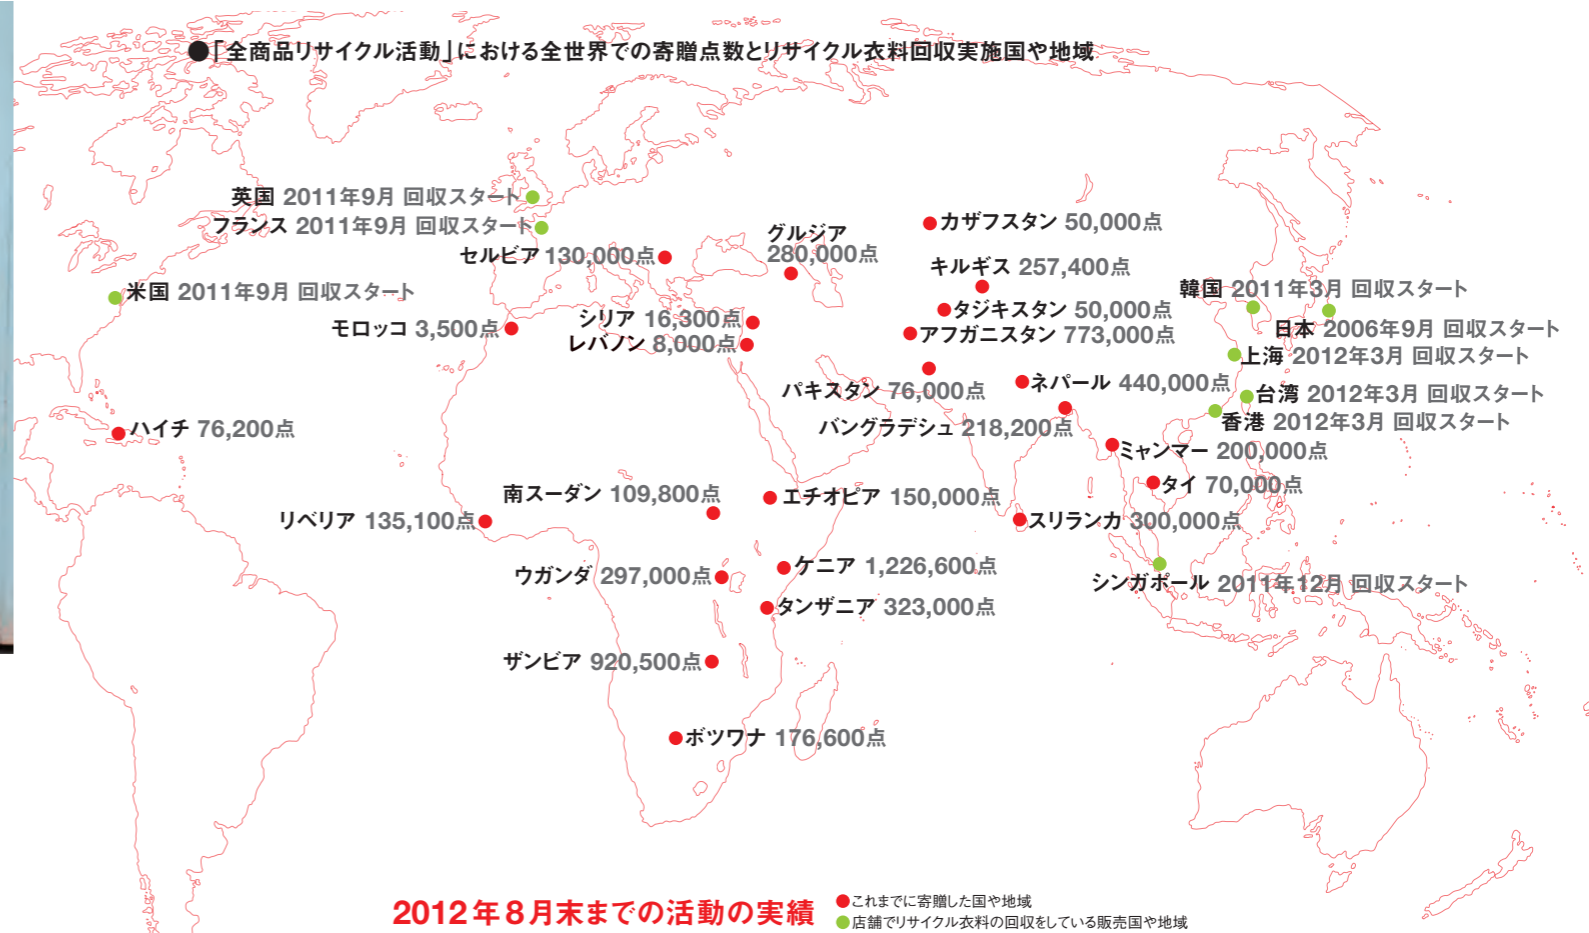 ●「全商品リサイクル活動」における全世界での寄贈点数とリサイクル衣料回収実施国や地域
英国 2011年9月 回収スタート
フランス 2011年9月 回収スタート
セルビア 130,000点
グルジア
280,000点
カザフスタン 50,000点
キルギス 257,400点
米国 2011年9月 回収スタート
韓国 2011年3月 回収スタート
モロッコ 3,500点
シリア 16,300点
レバノン 8,000点
タジキスタン 50,000点
アフガニスタン 773,000点
日本 2006年9月 回収スタート
上海 2012年3月 回収スタート
パキスタン 76,000点
ネパール 440,000点
台湾 2012年3月 回収スタート
香港 2012年3月 回収スタート
ハイチ 76,200点
バングラデシュ 218,200点
ミャンマー 200,000点
タイ 70,000点
南スーダン 109,800点
エチオピア 150,000点
リベリア 135,100点
スリランカ 300,000点
ウガンダ 297,000点
ケニア 1,226,600点
シンガポール 2011年12月 回収スタート
タンザニア 323,000点
ザンビア 920,500点
ボツワナ 176,600点
2012年8月末までの活動の実績
●これまでに寄贈した国や地域
●店舗でリサイクル衣料の回収をしている販売国や地域